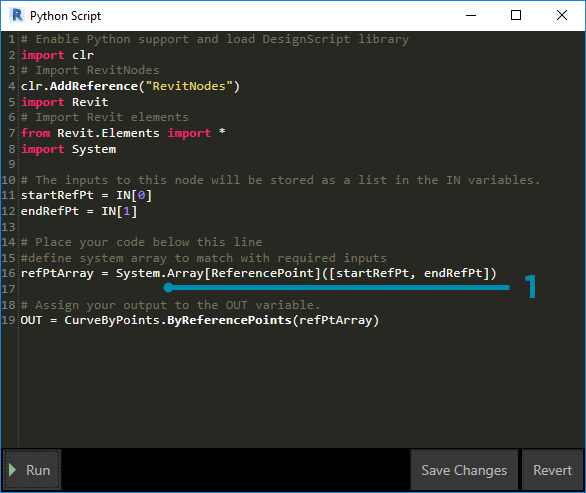 R Python Script
1 # Enable Python support and load DesignScript library
2 import clr
3 # Import RevitNodes
4 clr.AddReference("RevitNodes")
5 import Revit
6 # Import Revit elements
7 from Revit.Elements import *
8 import System
9
10 # The inputs to this node will be stored as a list in the IN variables.
11 startRefPt = IN[0]
12 endRefPt = IN[1]
13
14 # Place your code below this line
15 #define system array to match with required inputs
16 refPtArray = System.Array[ReferencePoint]([startRefPt, endRefPt])
17
1
18 # Assign your output to the OUT variable.
19 OUT = CurveByPoints.ByReferencePoints(refPtArray)
Run
Save Changes
Revert